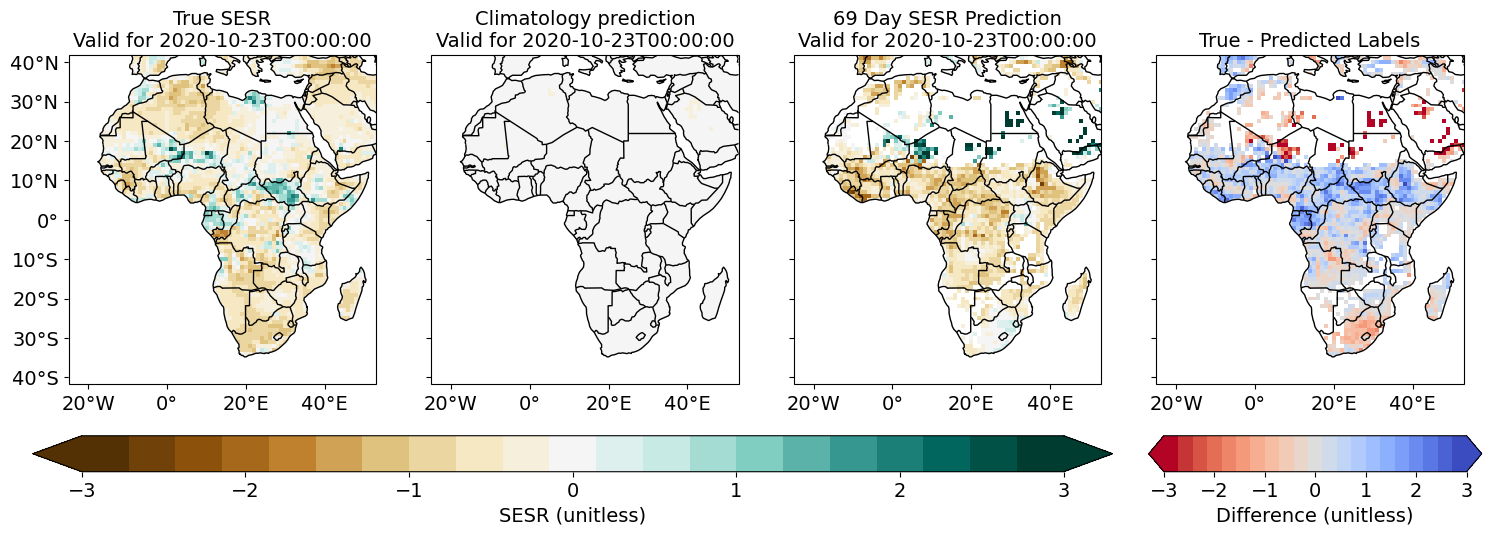 True SESR
Valid for 2020-10-23T00:00:00
Climatology prediction
Valid for 2020-10-23T00:00:00
69 Day SESR Prediction
Valid for 2020-10-23T00:00:00
True - Predicted Labels
40°N
30°N
20°N
10°N
0°
10°S
20°S
30°S
40°S
20°W 0° 20°E 40°E
20°W 0° 20°E 40°E
20°W 0° 20°E 40°E
20°W 0° 20°E 40°E
−3 −2 −1 0 1 2 3
SESR (unitless)
−3 −2 −1 0 1 2 3
Difference (unitless)